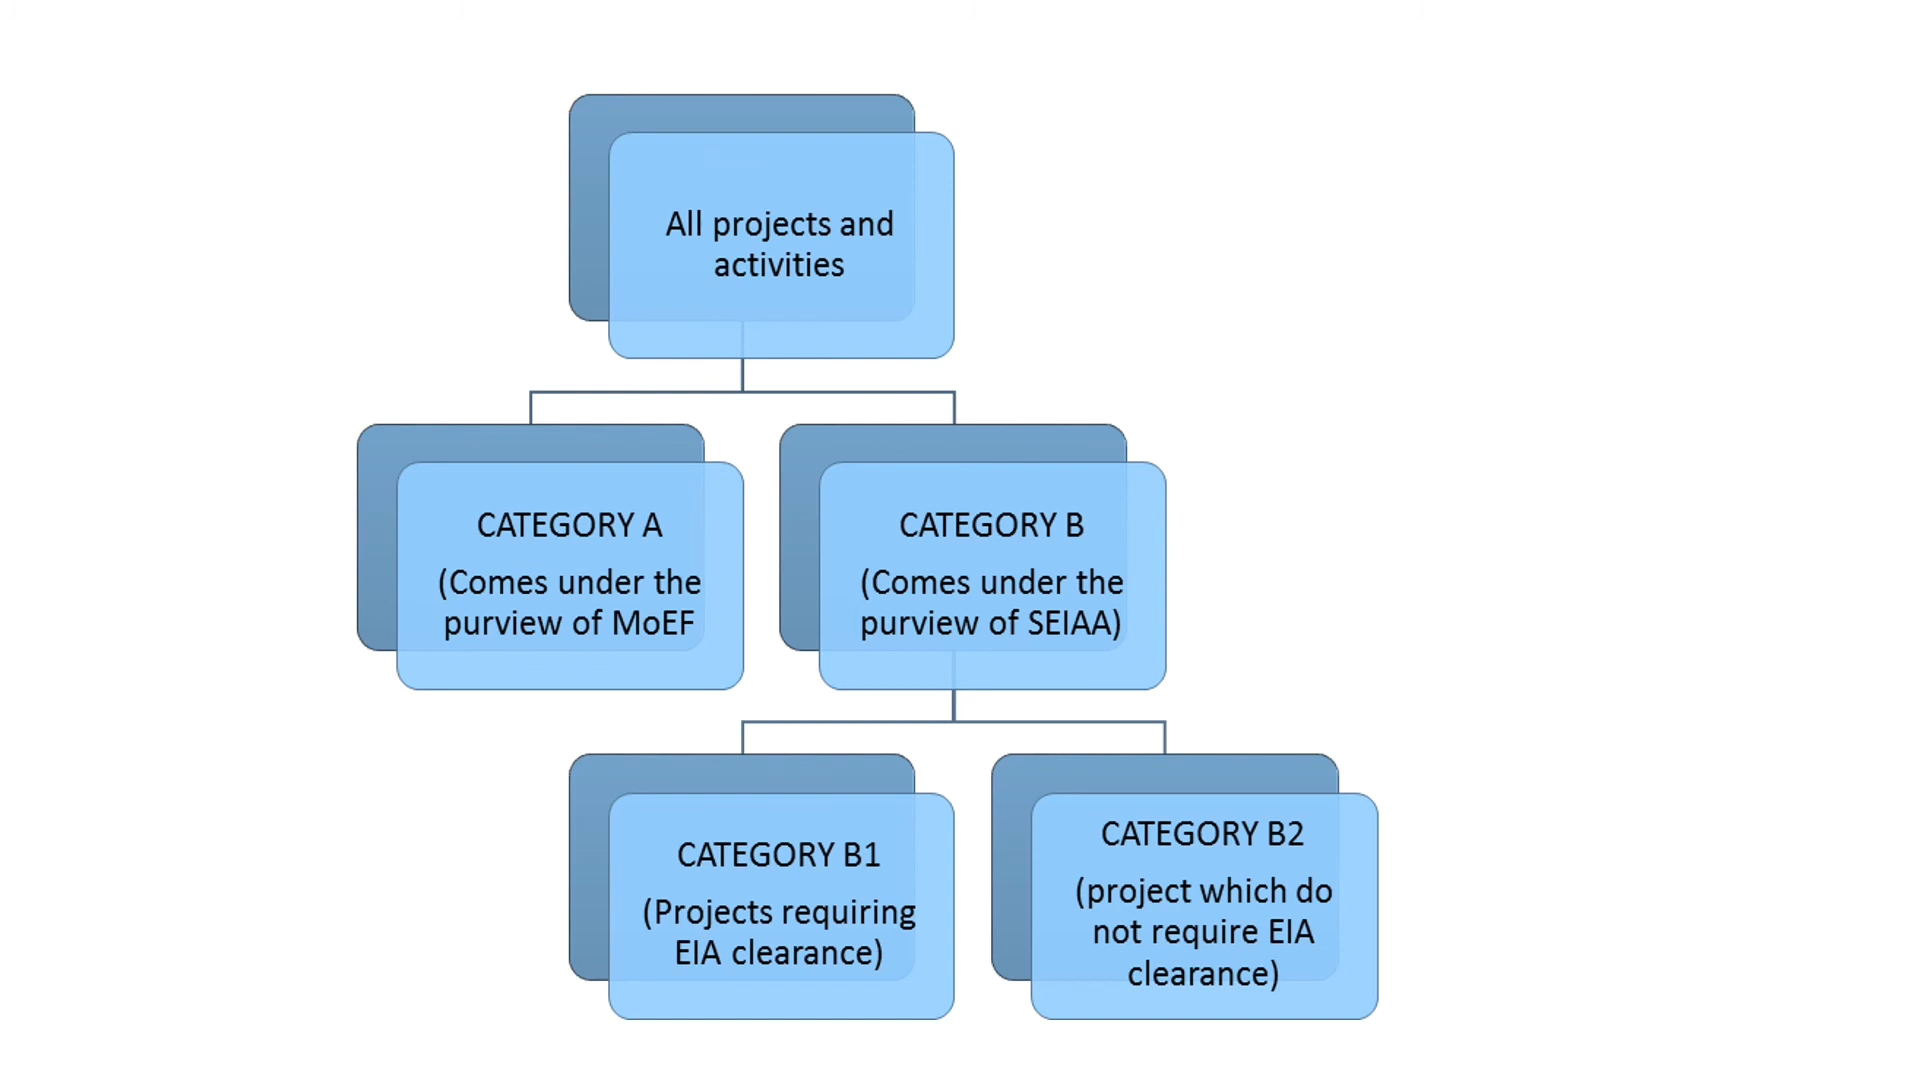 All projects and
activities
CATEGORY A
(Comes under the
purview of MoEF
CATEGORY B
(Comes under the
purview of SEIAA)
CATEGORY B1
(Projects requiring
EIA clearance)
CATEGORY B2
(project which do
not require EIA
clearance)